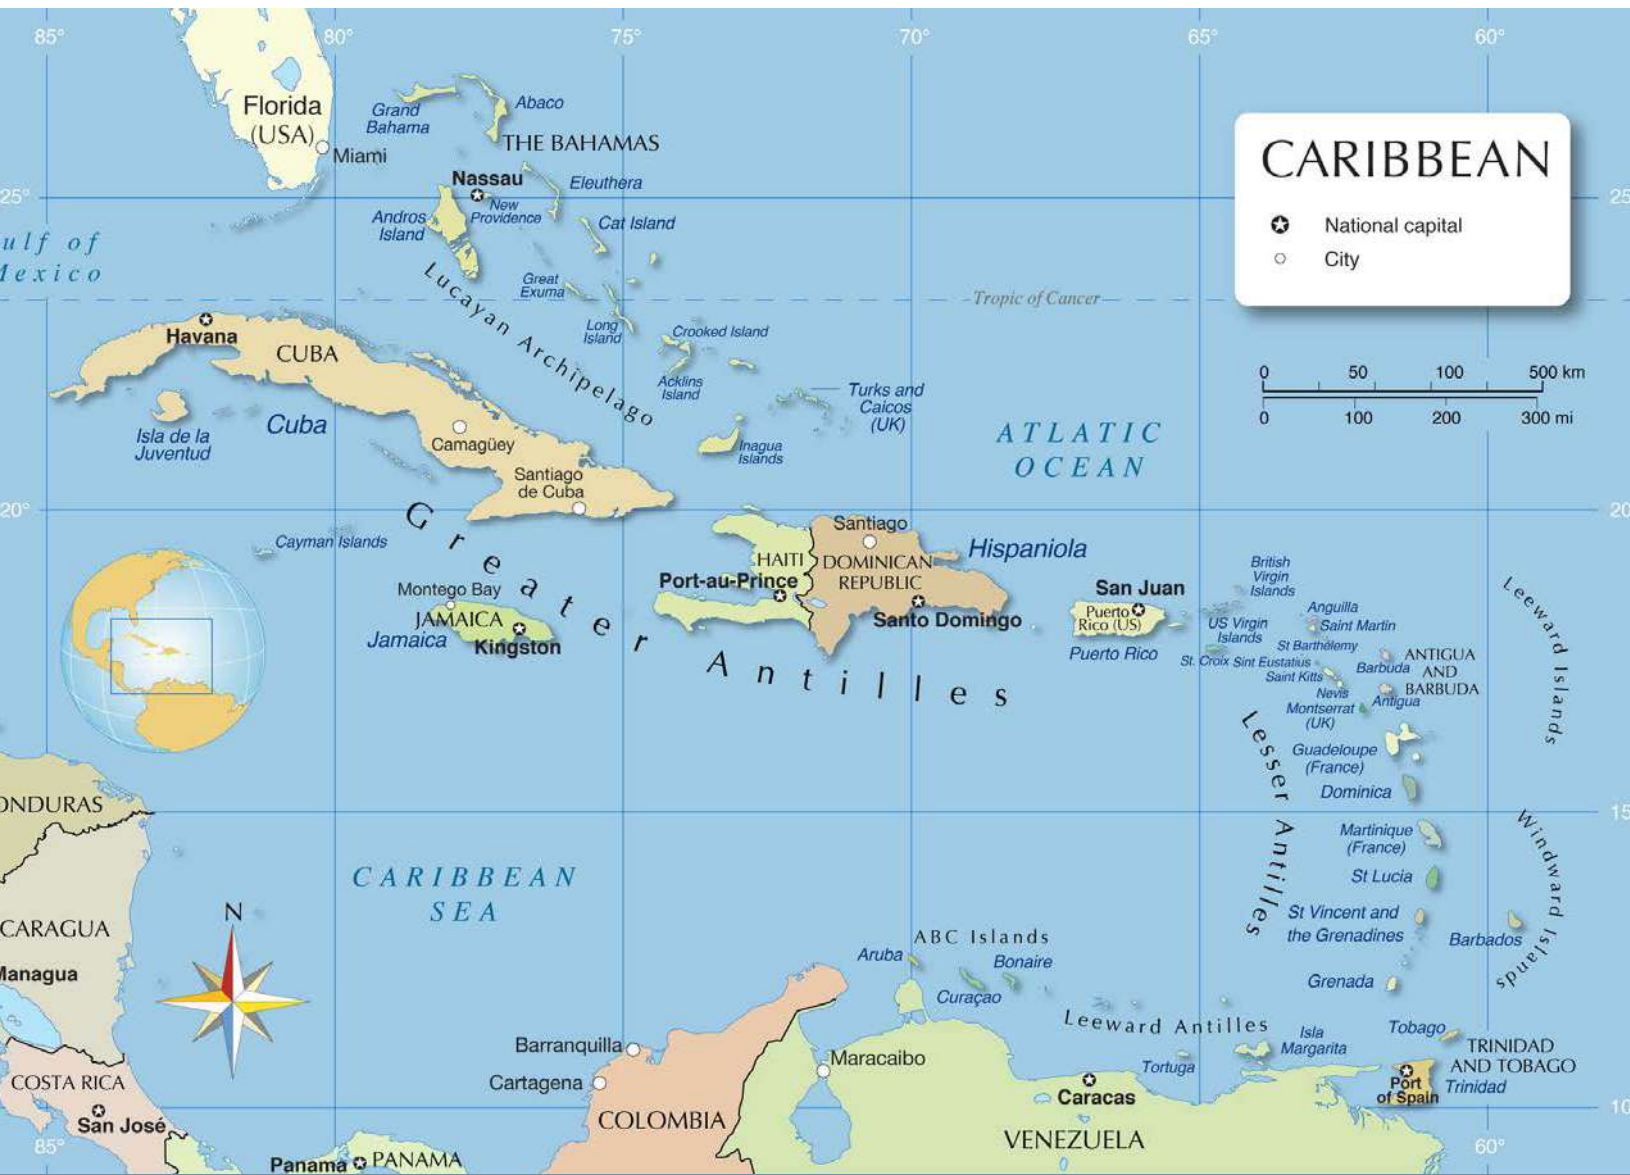 85°
80°
75°
70°
65°
60°
Florida
(USA)
Miami
Grand
Bahama
Abaco
THE BAHAMAS
Nassau
New
Providence
Eleuthera
Andros
Island
Cat Island
25°
25
ulf of
Mexico
Great
Exuma
Long
Island
Lucayan Archipelago
Tropic of Cancer
Crooked Island
Acklins
Island
Turks and
Caicos
(UK)
Inagua
Islands
CARIBBEAN
National capital
City
0 50 100 500 km
0 100 200 300 mi
Havana
CUBA
Cuba
Isla de la
Juventud
Camagüey
Santiago
de Cuba
ATLATIC
OCEAN
20°
20
Greater Antilles
Cayman Islands
Montego Bay
JAMAICA
Jamaica
Kingston
HAITI
Port-au-Prince
Santiago
DOMINICAN
REPUBLIC
Santo Domingo
Hispaniola
San Juan
Puerto
Rico (US)
Puerto Rico
British
Virgin
Islands
US Virgin
Islands
St. Croix
Anguilla
Saint Martin
St Barthélemy
Sint Eustatius
Saint Kitts
Nevis
Barbuda
ANTIGUA
AND
BARBUDA
Antigua
Montserrat
(UK)
Guadeloupe
(France)
Dominica
Leeward Islands
Lesser Antilles
15
Martinique
(France)
St Lucia
St Vincent and
the Grenadines
Barbados
Grenada
Windward Islands
ONDURAS
CARAGUA
Managua
N
CARIBBEAN
SEA
ABC Islands
Aruba
Curaçao
Bonaire
Leeward Antilles
Isla
Margarita
Tortuga
Tobago
TRINIDAD
AND TOBAGO
Trinidad
Port
of Spain
Barranquilla
Cartagena
Maracaibo
Caracas
COLOMBIA
VENEZUELA
COSTA RICA
San José
Panama
PANAMA
85°
60°
10